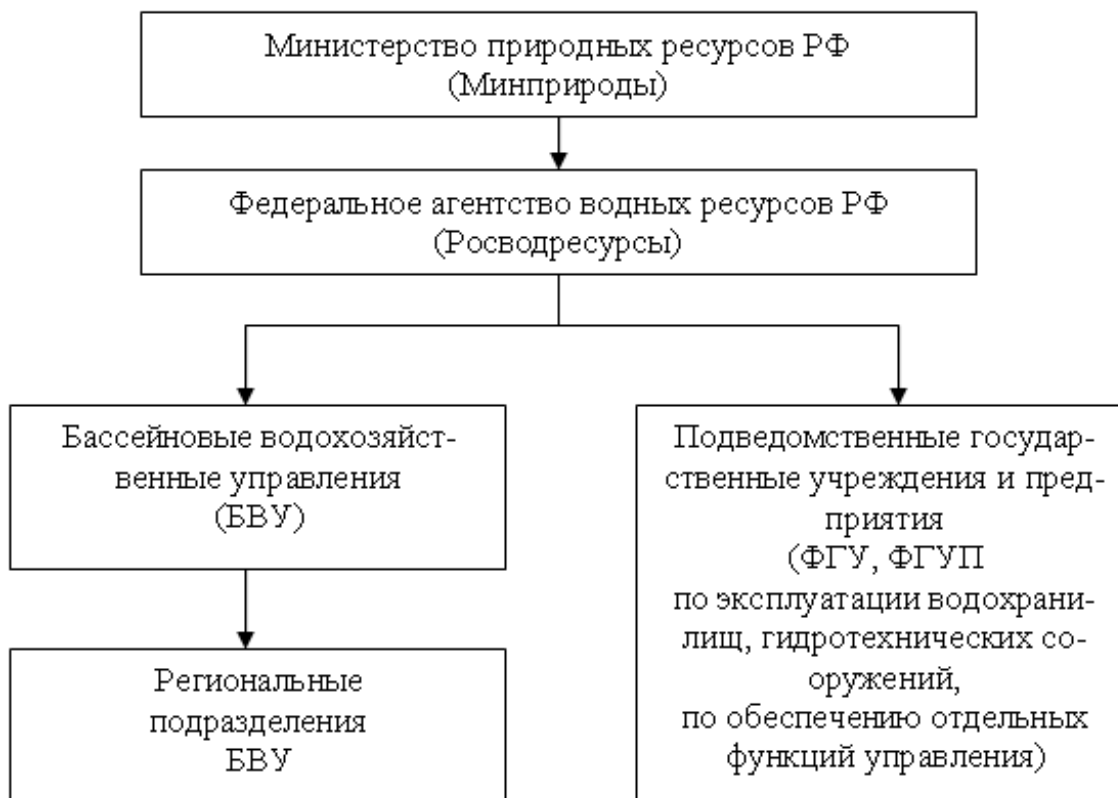 Министерство природных ресурсов РФ
(Минприроды)
Федеральное агентство водных ресурсов РФ
(Росводресурсы)
Бассейновые водохозяйст-
венные управления
(БВУ)
Региональные
подразделения
БВУ
Подведомственные государ-
ственные учреждения и пред-
приятия
(ФГУ, ФГУП
по эксплуатации водохрани-
лищ, гидротехнических со-
оружений,
по обеспечению отдельных
функций управления)